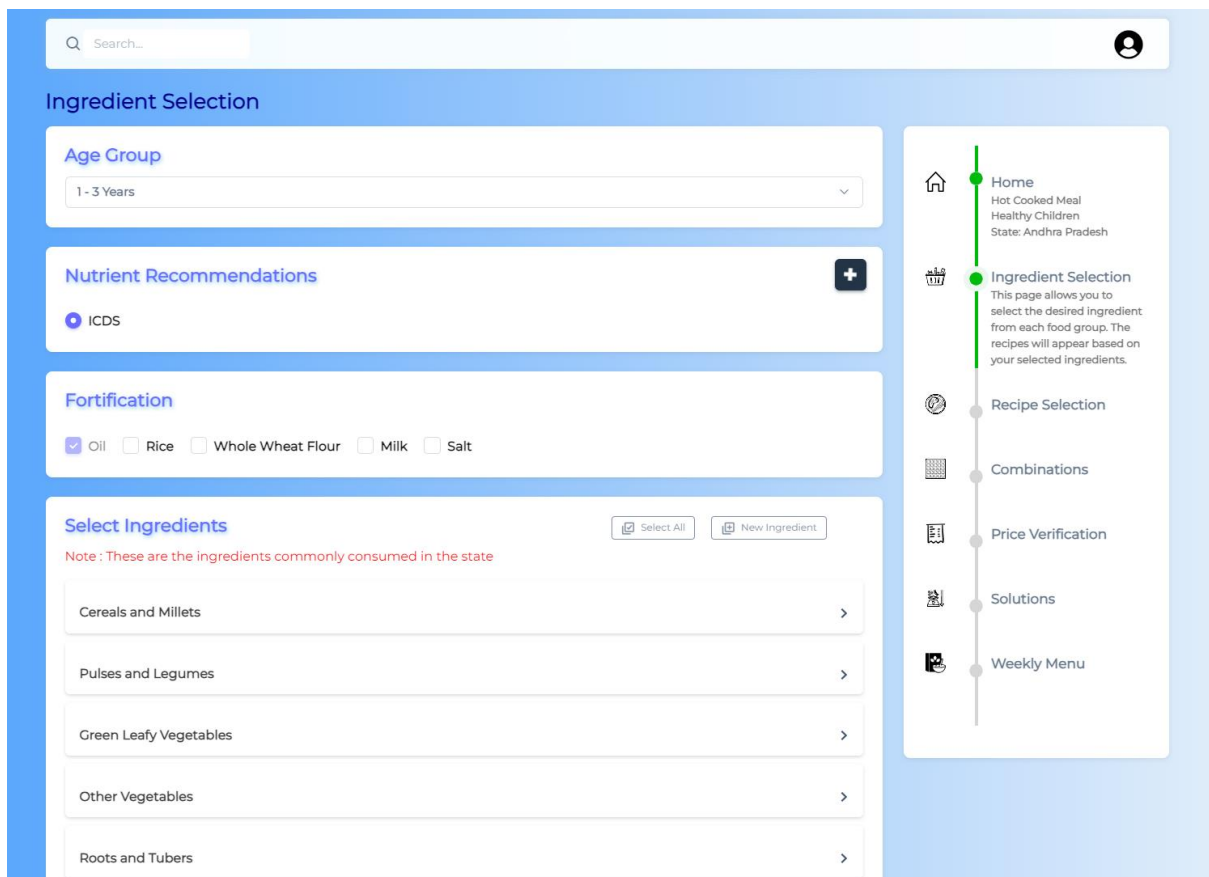 Search...
Ingredient Selection
Age Group
1 - 3 Years
Nutrient Recommendations
ICDS
Fortification
Oil Rice Whole Wheat Flour Milk Salt
Select Ingredients
Select All New Ingredient
Note : These are the ingredients commonly consumed in the state
Cereals and Millets
Pulses and Legumes
Green Leafy Vegetables
Other Vegetables
Roots and Tubers
Home
Hot Cooked Meal
Healthy Children
State: Andhra Pradesh
Ingredient Selection
This page allows you to
select the desired ingredient
from each food group. The
recipes will appear based on
your selected ingredients.
Recipe Selection
Combinations
Price Verification
Solutions
Weekly Menu